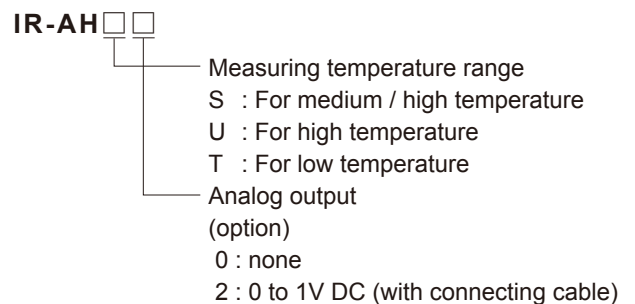 IR-AH□ □
Measuring temperature range
S : For medium / high temperature
U : For high temperature
T : For low temperature
Analog output
(option)
0 : none
2 : 0 to 1V DC (with connecting cable)